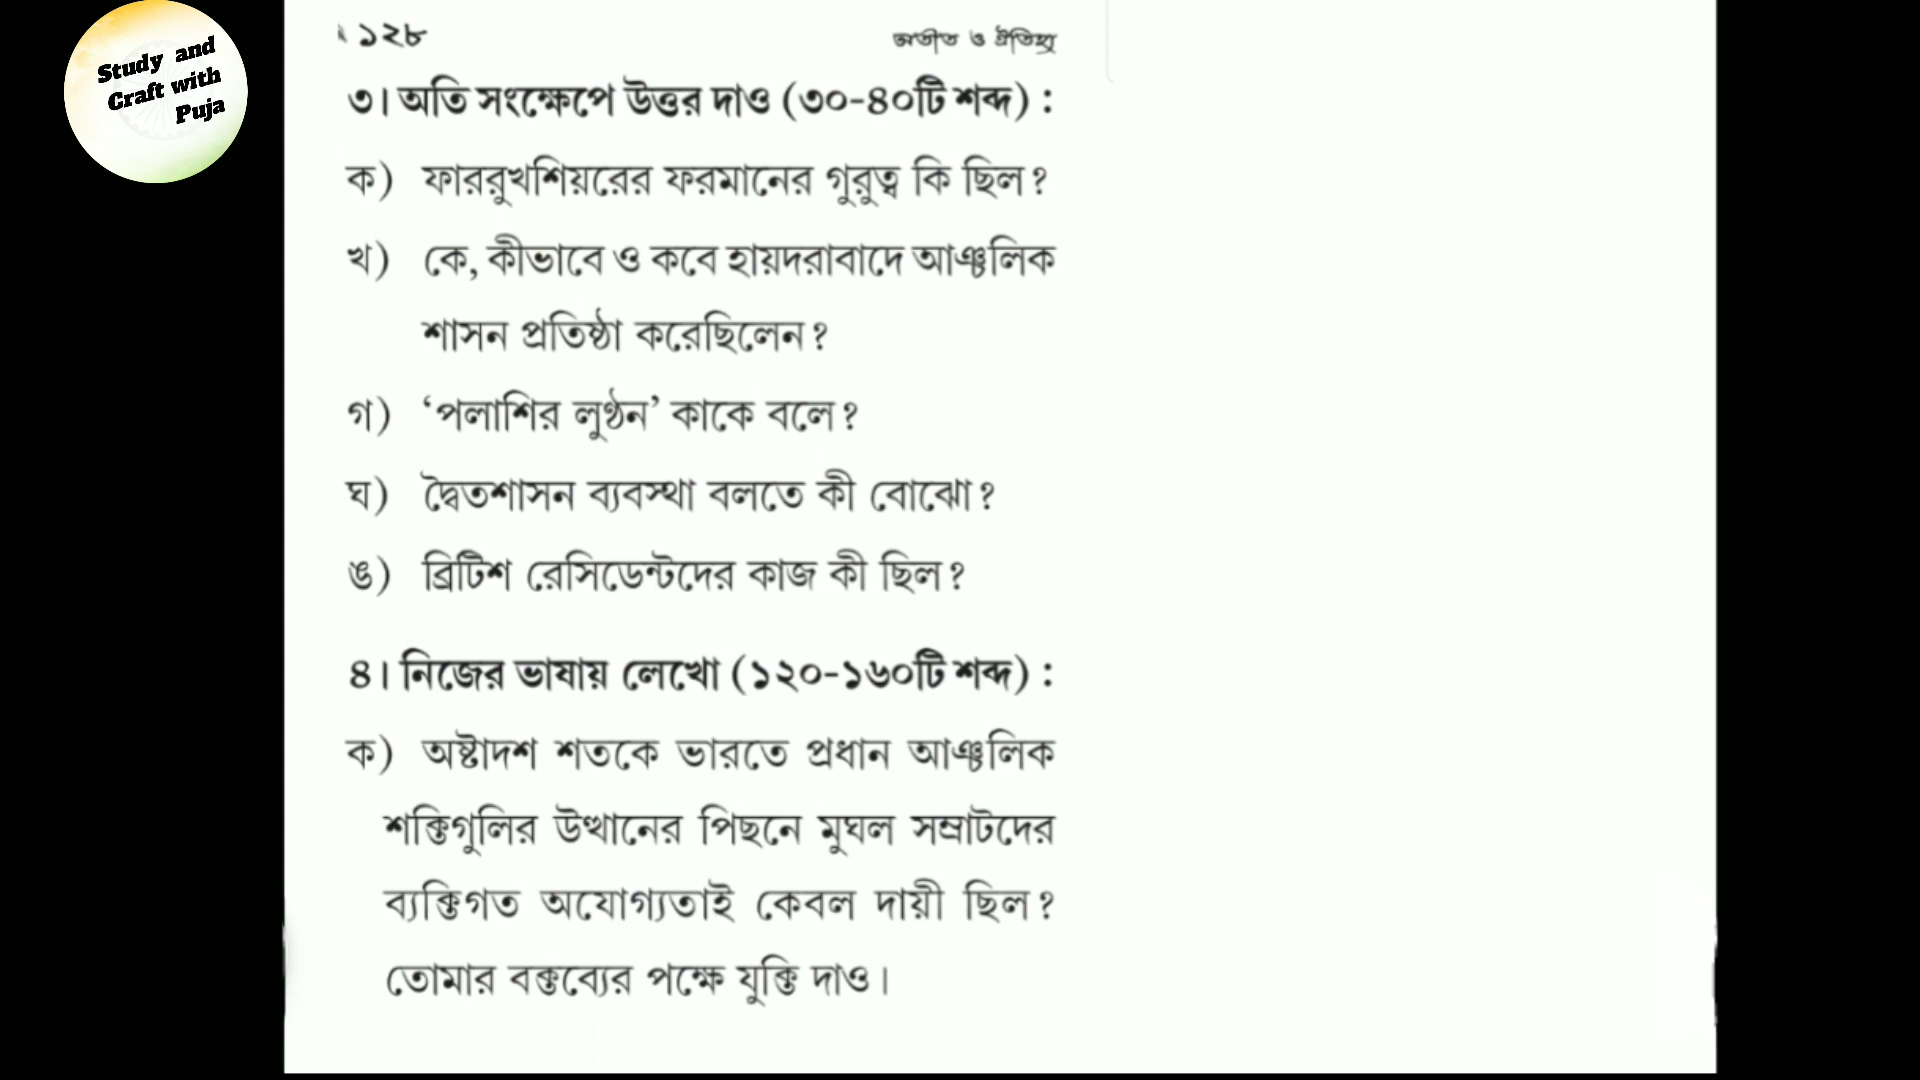 Study and
Craft with
Puja
১২৮
অতীত ও ঐতিহ্য
৩। অতি সংক্ষেপে উত্তর দাও (৩০-৪০টি শব্দ) :
ক) ফাররুখশিয়রের ফরমানের গুরুত্ব কি ছিল?
খ) কে, কীভাবে ও কবে হায়দরাবাদে আঞ্চলিক
শাসন প্রতিষ্ঠা করেছিলেন?
গ) ‘পলাশির লুণ্ঠন’ কাকে বলে?
ঘ) দ্বৈতশাসন ব্যবস্থা বলতে কী বোঝো?
ঙ) ব্রিটিশ রেসিডেন্টদের কাজ কী ছিল?
৪। নিজের ভাষায় লেখো (১২০-১৬০টি শব্দ) :
ক) অষ্টাদশ শতকে ভারতে প্রধান আঞ্চলিক
শক্তিগুলির উত্থানের পিছনে মুঘল সম্রাটদের
ব্যক্তিগত অযোগ্যতাই কেবল দায়ী ছিল?
তোমার বক্তব্যের পক্ষে যুক্তি দাও।